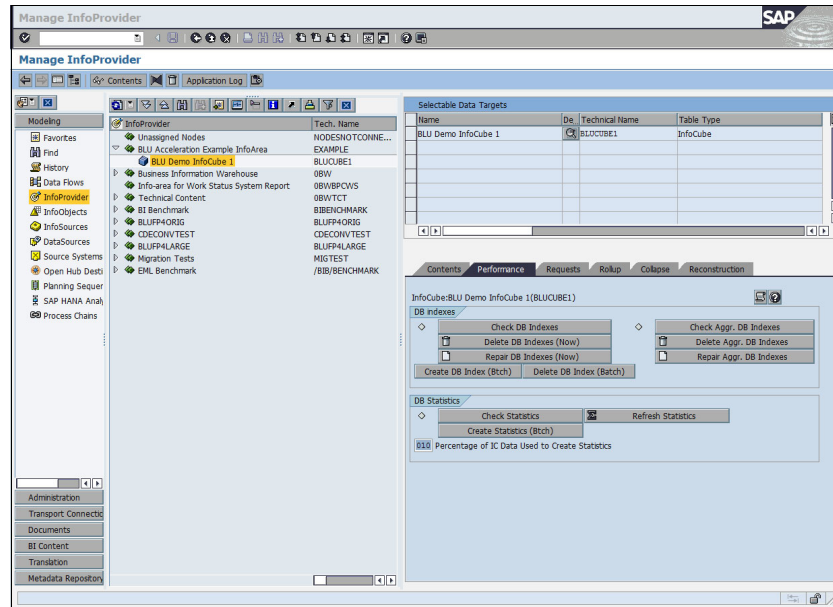 Manage InfoProvider
SAP
Manage InfoProvider
Contents
Application Log
Modeling
Favorites
Find
History
Data Flows
InfoProvider
InfoObjects
InfoSources
DataSources
Source Systems
Open Hub Desti
Planning Sequer
SAP HANA Analy
Process Chains
Administration
Transport Connectic
Documents
BI Content
Translation
Metadata Repository
InfoProvider Tech. Name
Unassigned Nodes NODESNOTCONNE...
BLU Acceleration Example InfoArea EXAMPLE
BLU Demo InfoCube 1 BLUCUBE1
Business Information Warehouse 0BW
Info-area for Work Status System Report 0BWBPCWS
Technical Content 0BWTCT
BI Benchmark BIBENCHMARK
BLUFP4ORIG BLUFP4ORIG
CDECONVTEST CDECONVTEST
BLUFP4LARGE BLUFP4LARGE
Migration Tests MIGTEST
EML Benchmark /BIB/BENCHMARK
Selectable Data Targets
Name De... Technical Name Table Type
BLU Demo InfoCube 1 BLUCUBE1 InfoCube
Contents Performance Requests Rollup Collapse Reconstruction
InfoCube:BLU Demo InfoCube 1(BLUCUBE1)
DB indexes
Check DB Indexes Check Aggr. DB Indexes
Delete DB Indexes (Now) Delete Aggr. DB Indexes
Repair DB Indexes (Now) Repair Aggr. DB Indexes
Create DB Index (Btch) Delete DB Index (Batch)
DB Statistics
Check Statistics Refresh Statistics
Create Statistics (Btch)
010 Percentage of IC Data Used to Create Statistics